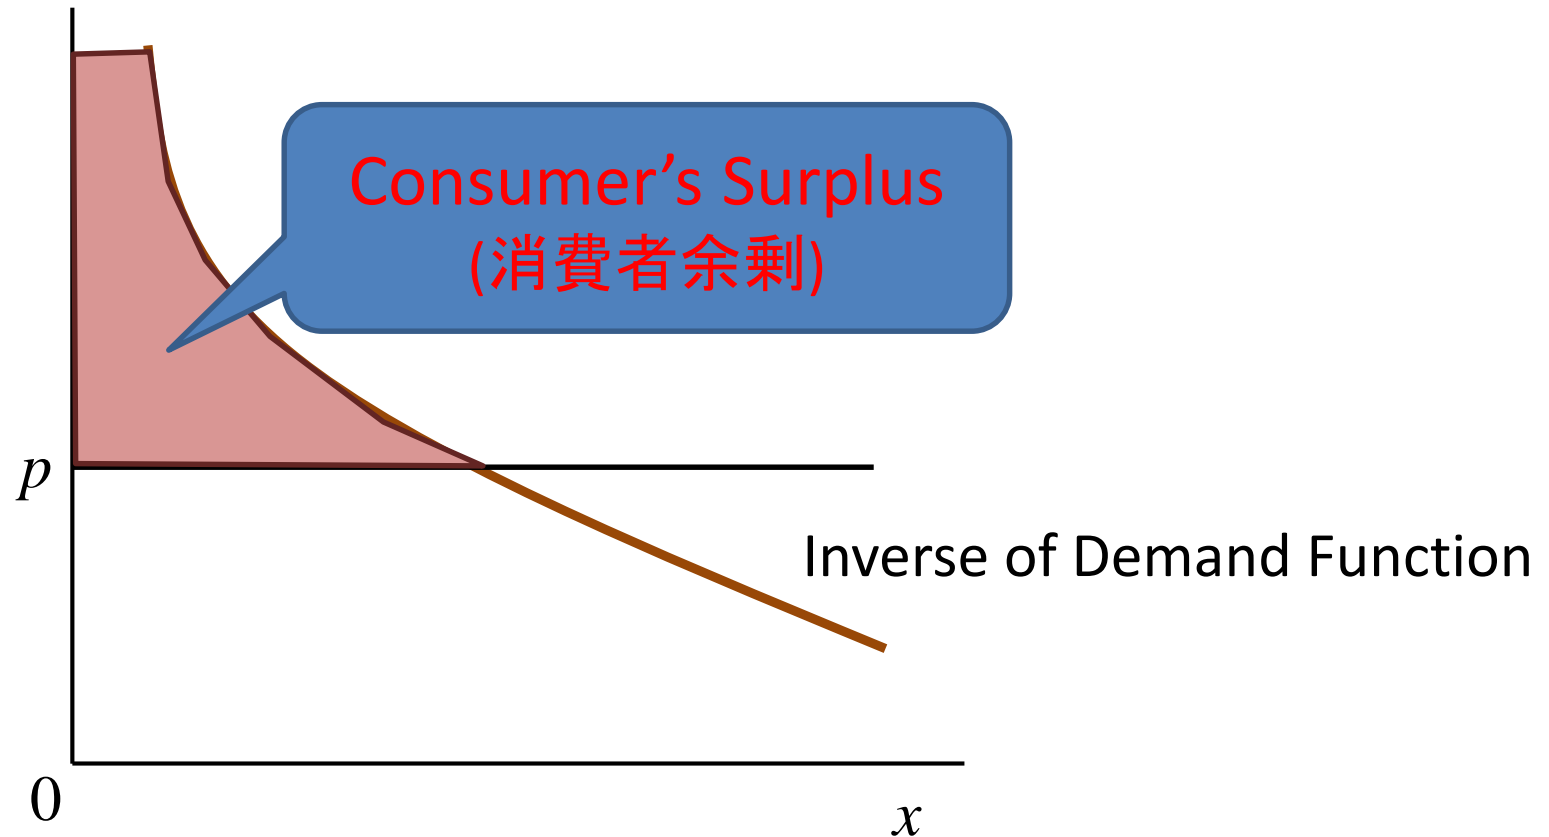 Consumer’s Surplus
(消費者余剰)
p
Inverse of Demand Function
0
x